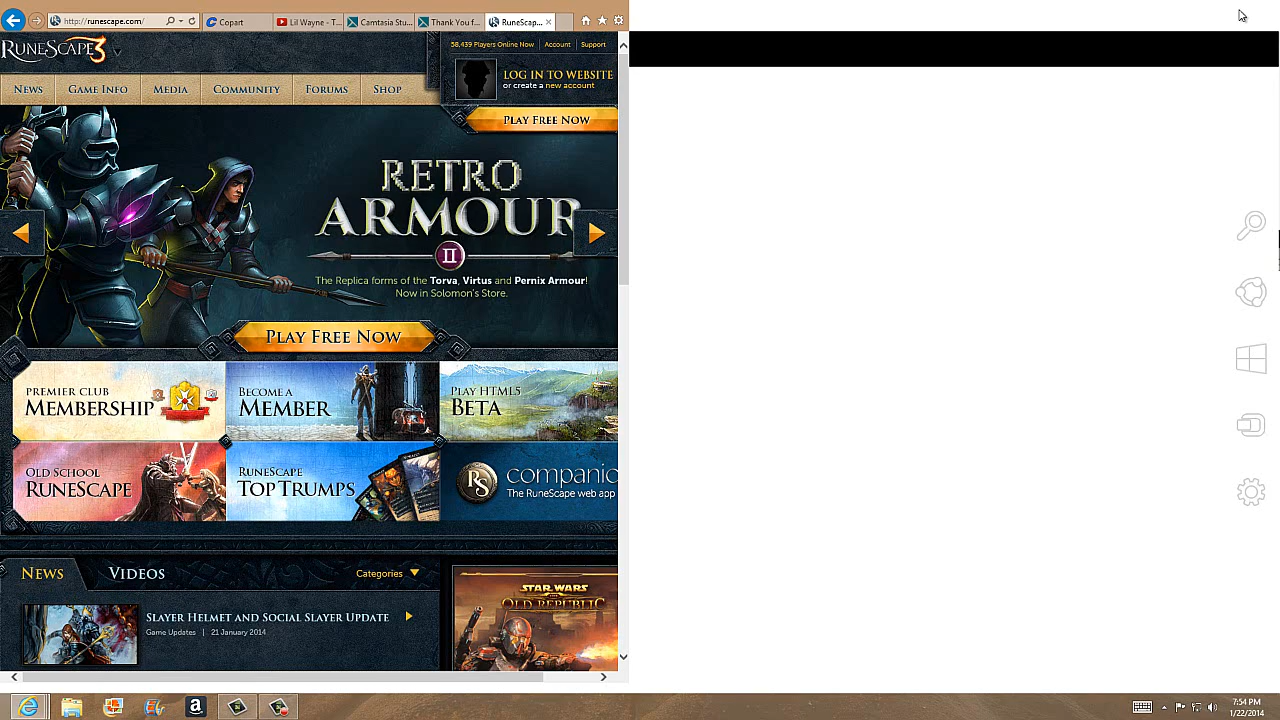 http://runescape.com/
Copart
Lil Wayne - T...
Camtasia Stu...
Thank You f...
RuneScap...
RuneScape 3
58,439 Players Online Now
Account
Support
LOG IN TO WEBSITE
or create a new account
News
Game Info
Media
Community
Forums
Shop
Play Free Now
RETRO
ARMOUR
II
The Replica forms of the Torva, Virtus and Pernix Armour!
Now in Solomon's Store.
Play Free Now
Premier Club
Membership
Become a
Member
Play HTML5
Beta
Old School
RuneScape
RuneScape
Top Trumps
RS
companio
The RuneScape web app
News
Videos
Categories
Slayer Helmet and Social Slayer Update
Game Updates | 21 January 2014
STAR WARS
THE
OLD REPUBLIC
a
7:54 PM
1/22/2014